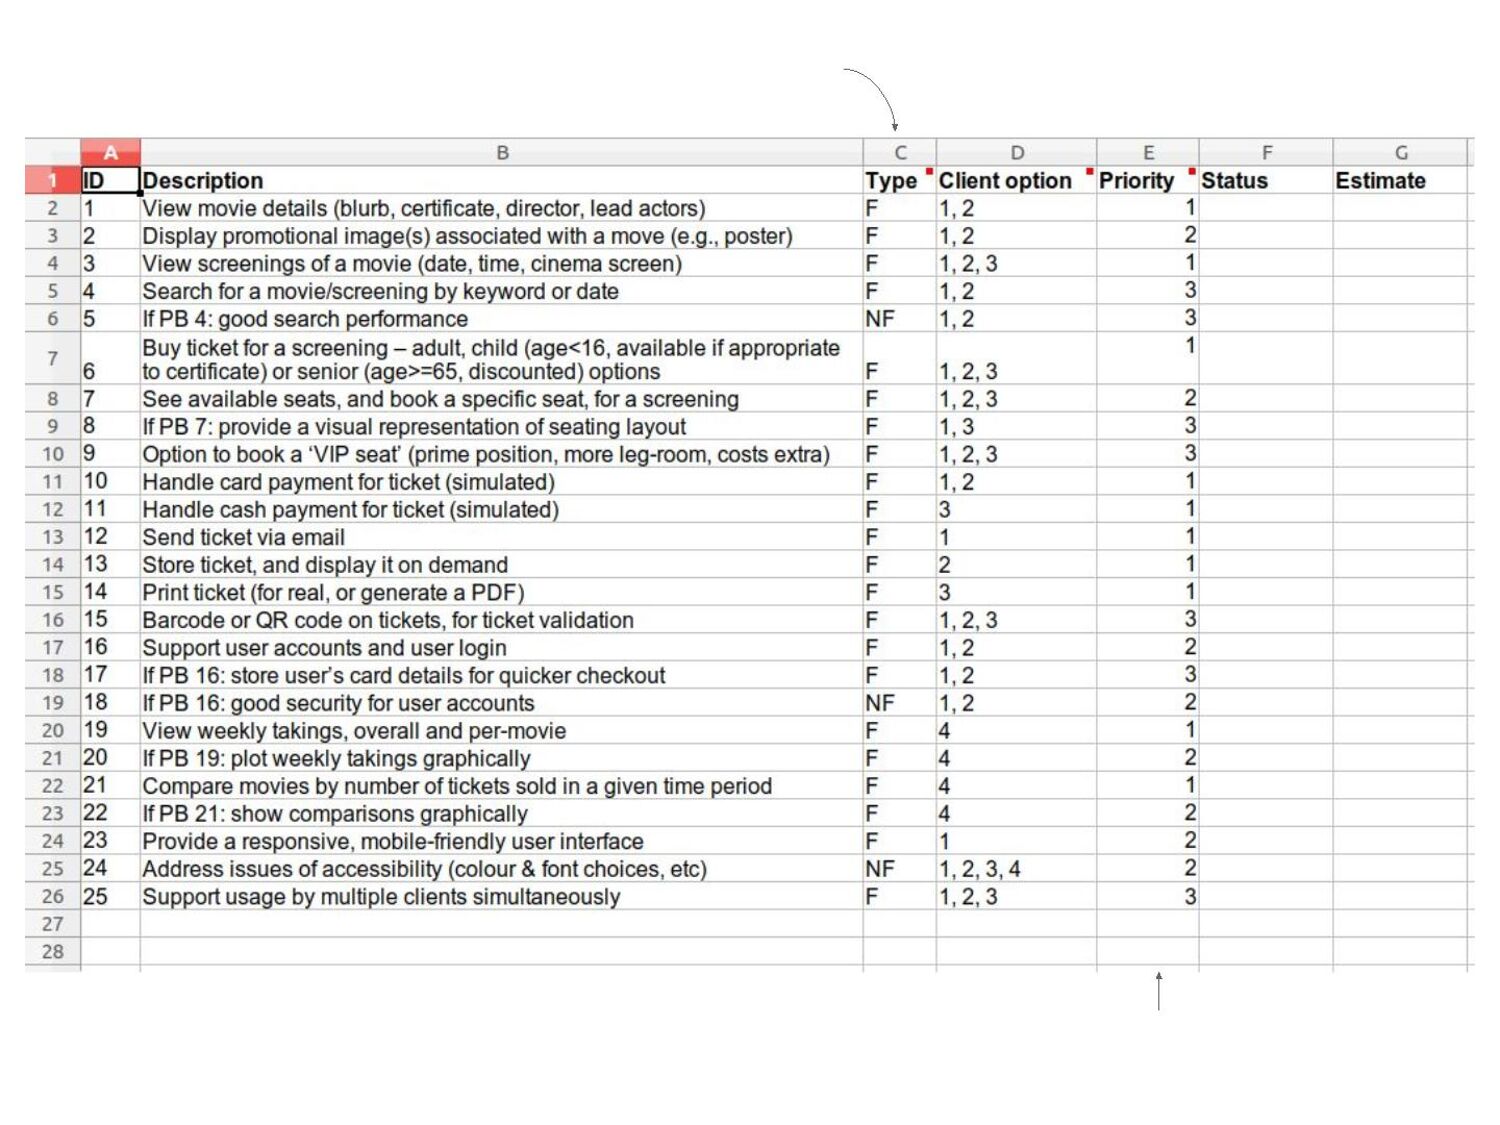 A B C D E F G
1 ID Description Type Client option Priority Status Estimate
2 1 View movie details (blurb, certificate, director, lead actors) F 1, 2 1
3 2 Display promotional image(s) associated with a move (e.g., poster) F 1, 2 2
4 3 View screenings of a movie (date, time, cinema screen) F 1, 2, 3 1
5 4 Search for a movie/screening by keyword or date F 1, 2 3
6 5 If PB 4: good search performance NF 1, 2 3
7 Buy ticket for a screening – adult, child (age<16, available if appropriate 1
6 to certificate) or senior (age>=65, discounted) options F 1, 2, 3
8 7 See available seats, and book a specific seat, for a screening F 1, 2, 3 2
9 8 If PB 7: provide a visual representation of seating layout F 1, 3 3
10 9 Option to book a ‘VIP seat’ (prime position, more leg-room, costs extra) F 1, 2, 3 3
11 10 Handle card payment for ticket (simulated) F 1, 2 1
12 11 Handle cash payment for ticket (simulated) F 3 1
13 12 Send ticket via email F 1 1
14 13 Store ticket, and display it on demand F 2 1
15 14 Print ticket (for real, or generate a PDF) F 3 1
16 15 Barcode or QR code on tickets, for ticket validation F 1, 2, 3 3
17 16 Support user accounts and user login F 1, 2 2
18 17 If PB 16: store user’s card details for quicker checkout F 1, 2 3
19 18 If PB 16: good security for user accounts NF 1, 2 2
20 19 View weekly takings, overall and per-movie F 4 1
21 20 If PB 19: plot weekly takings graphically F 4 2
22 21 Compare movies by number of tickets sold in a given time period F 4 1
23 22 If PB 21: show comparisons graphically F 4 2
24 23 Provide a responsive, mobile-friendly user interface F 1 2
25 24 Address issues of accessibility (colour & font choices, etc) NF 1, 2, 3, 4 2
26 25 Support usage by multiple clients simultaneously F 1, 2, 3 3
27
28